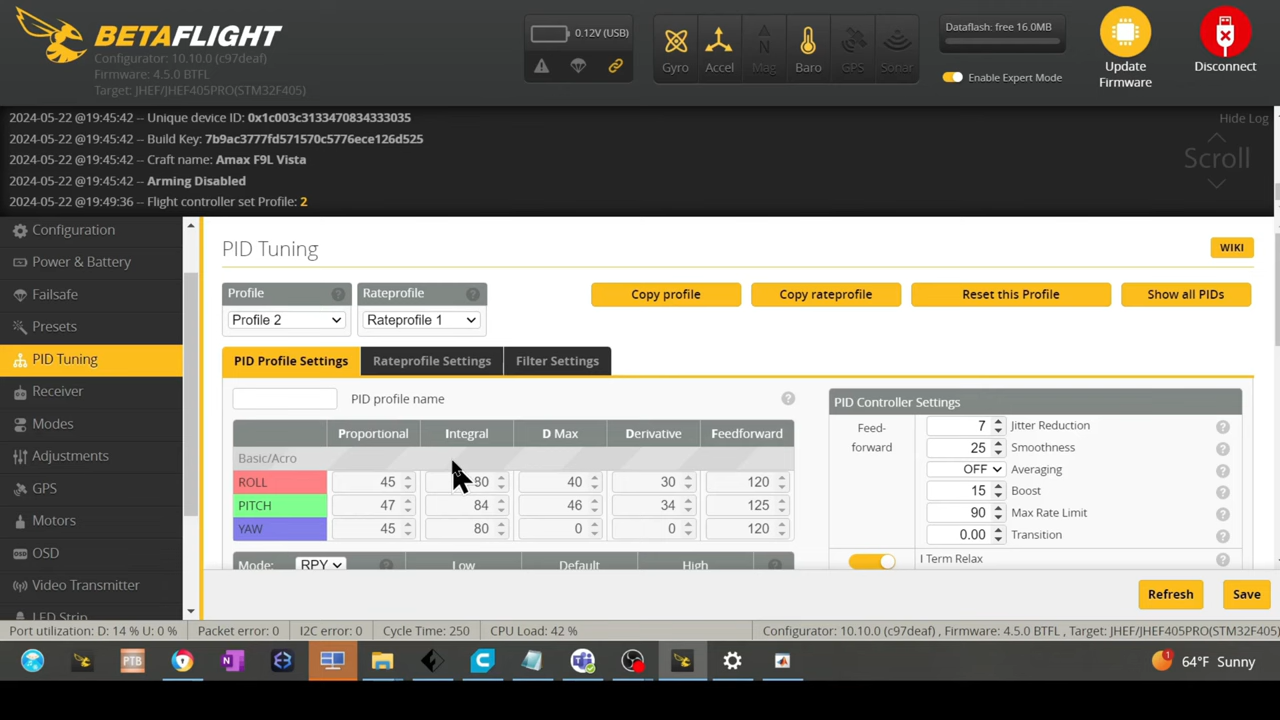 BETAFLIGHT
Configurator: 10.10.0 (c97deaf)
Firmware: 4.5.0 BTFL
Target: JHEF/JHEF405PRO(STM32F405)
0.12V (USB)
Gyro
Accel
Mag
Baro
GPS
Sonar
Dataflash: free 16.0MB
Enable Expert Mode
Update
Firmware
Disconnect
2024-05-22 @19:45:42 -- Unique device ID: 0x1c003c3133470834333035
Hide Log
2024-05-22 @19:45:42 -- Build Key: 7b9ac3777fd571570c5776ece126d525
2024-05-22 @19:45:42 -- Craft name: Amax F9L Vista
Scroll
2024-05-22 @19:45:42 -- Arming Disabled
2024-05-22 @19:49:36 -- Flight controller set Profile: 2
Configuration
Power & Battery
Failsafe
Presets
PID Tuning
Receiver
Modes
Adjustments
GPS
Motors
OSD
Video Transmitter
LED Strip
PID Tuning
WIKI
Profile
Rateprofile
Profile 2
Rateprofile 1
Copy profile
Copy rateprofile
Reset this Profile
Show all PIDs
PID Profile Settings
Rateprofile Settings
Filter Settings
PID profile name
Proportional Integral D Max Derivative Feedforward
Basic/Acro
ROLL 45 80 40 30 120
PITCH 47 84 46 34 125
YAW 45 80 0 0 120
Mode: RPY Low Default High
PID Controller Settings
Feed-
forward
7 Jitter Reduction
25 Smoothness
OFF Averaging
15 Boost
90 Max Rate Limit
0.00 Transition
I Term Relax
Refresh
Save
Port utilization: D: 14 % U: 0 %
Packet error: 0
I2C error: 0
Cycle Time: 250
CPU Load: 42 %
Configurator: 10.10.0 (c97deaf) , Firmware: 4.5.0 BTFL , Target: JHEF/JHEF405PRO(STM32F405)
PTB
1
64°F Sunny